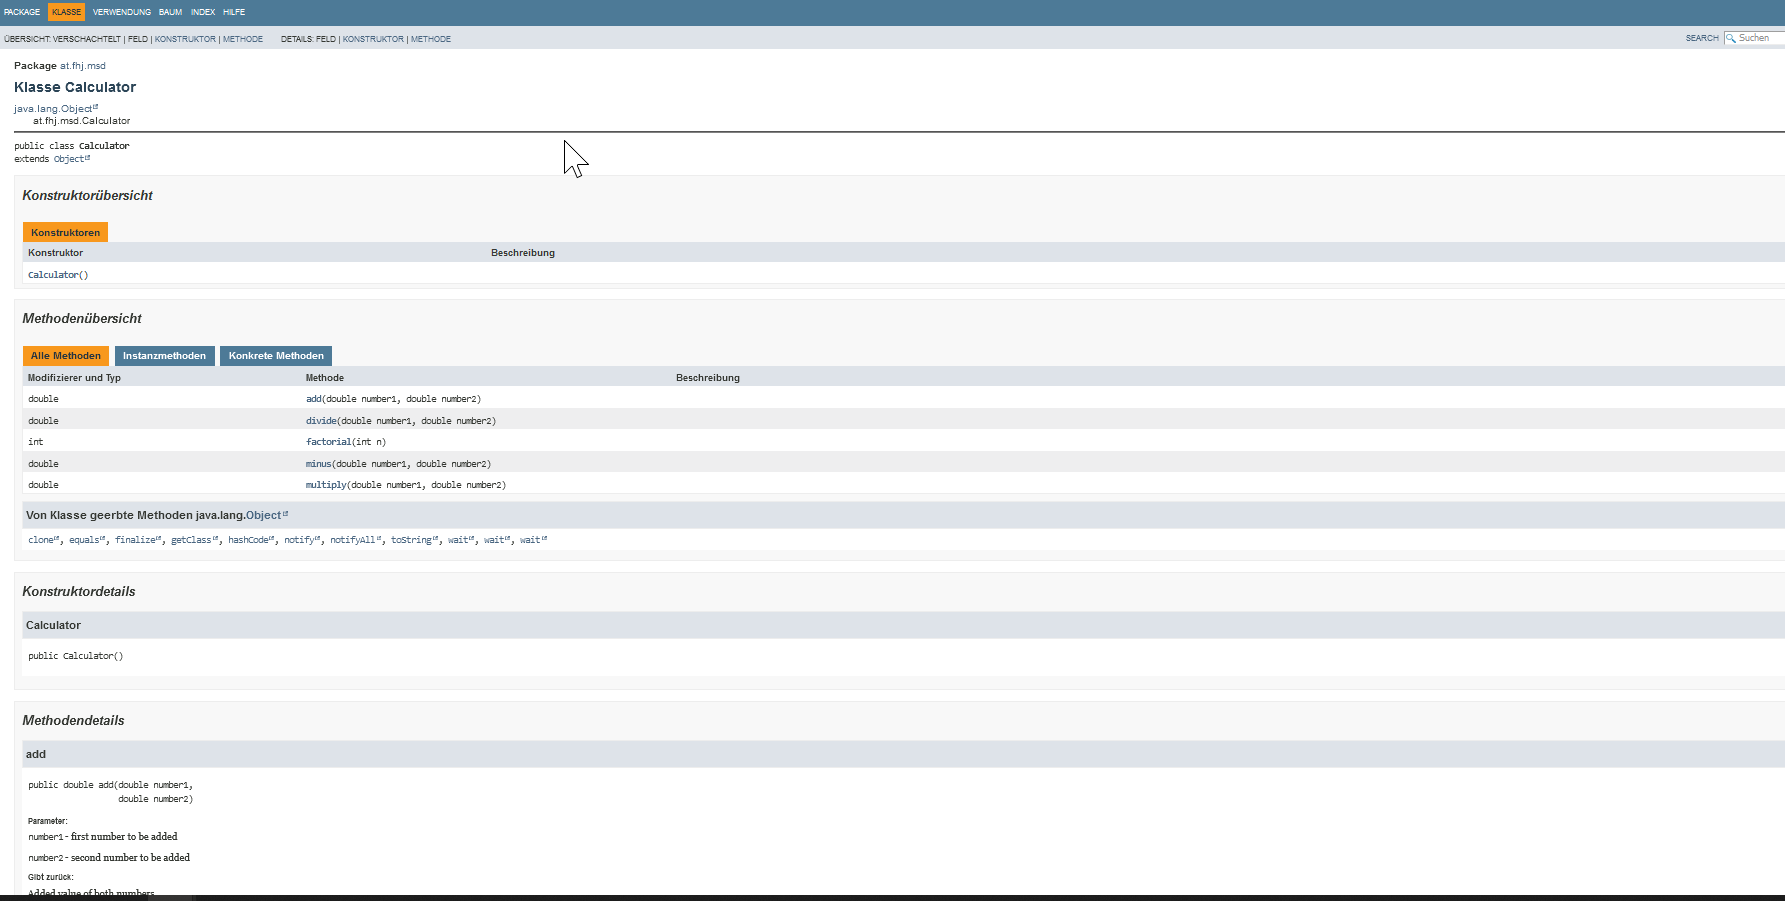 PACKAGE KLASSE VERWENDUNG BAUM INDEX HILFE
ÜBERSICHT: VERSCHACHTELT | FELD | KONSTRUKTOR | METHODE DETAILS: FELD | KONSTRUKTOR | METHODE SEARCH Suchen
Package at.fhj.msd
Klasse Calculator
java.lang.Object
at.fhj.msd.Calculator
public class Calculator
extends Object
Konstruktorübersicht
Konstruktoren
Konstruktor Beschreibung
Calculator()
Methodenübersicht
Alle Methoden Instanzmethoden Konkrete Methoden
Modifizierer und Typ Methode Beschreibung
double add(double number1, double number2)
double divide(double number1, double number2)
int factorial(int n)
double minus(double number1, double number2)
double multiply(double number1, double number2)
Von Klasse geerbte Methoden java.lang.Object
clone, equals, finalize, getClass, hashCode, notify, notifyAll, toString, wait, wait, wait
Konstruktordetails
Calculator
public Calculator()
Methodendetails
add
public double add(double number1,
double number2)
Parameter:
number1 - first number to be added
number2 - second number to be added
Gibt zurück:
Added value of both numbers